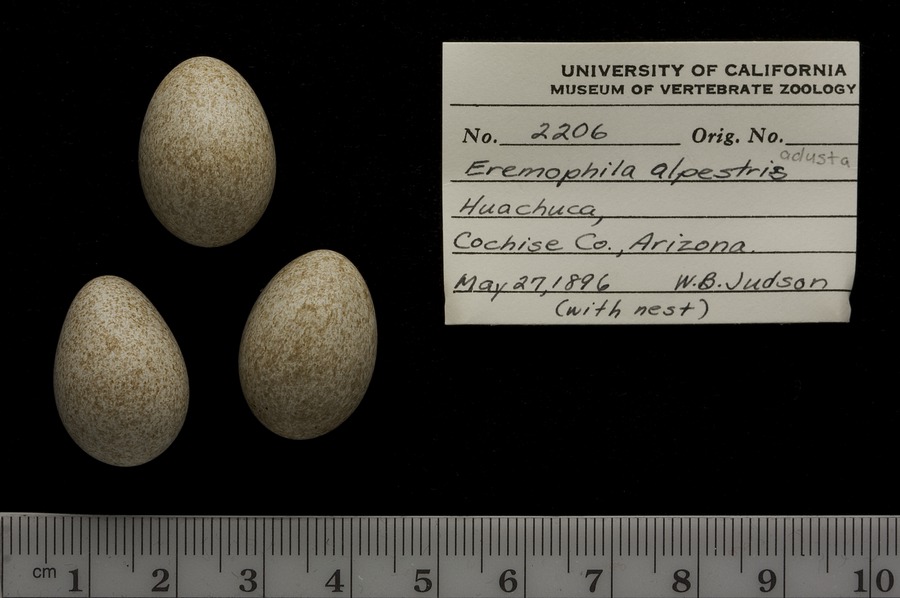 UNIVERSITY OF CALIFORNIA
MUSEUM OF VERTEBRATE ZOOLOGY
No. 2206 Orig. No.
Eremophila alpestris adusta
Huachuca,
Cochise Co., Arizona.
May 27, 1896 W.B. Judson
(with nest)
cm 1 2 3 4 5 6 7 8 9 10